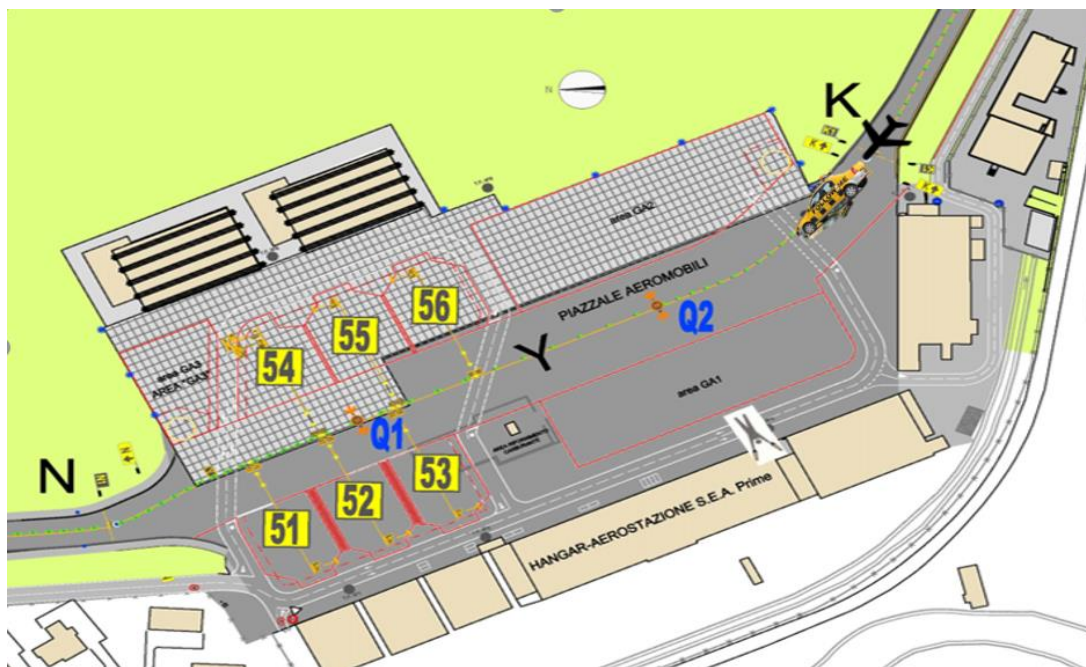 N
K
K
K
area GA2
56
55
54
PIAZZALE AEROMOBILI
Q2
Y
area GA3
AREA "GA3"
area GA1
Q1
N
N
53
52
51
HANGAR-AEROSTAZIONE S.E.A. Prime